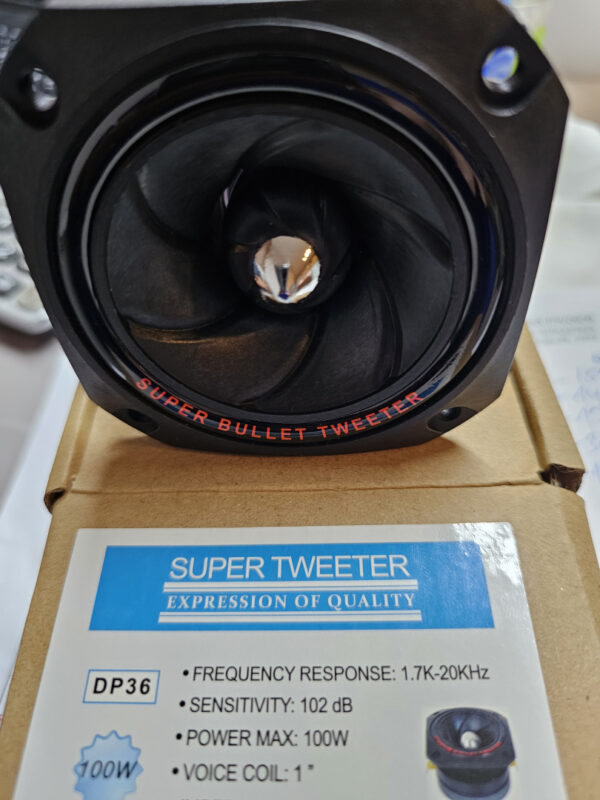 SUPER BULLET TWEETER
SUPER TWEETER
EXPRESSION OF QUALITY
DP36
• FREQUENCY RESPONSE: 1.7K-20KHz
• SENSITIVITY: 102 dB
• POWER MAX: 100W
100W
• VOICE COIL: 1 "